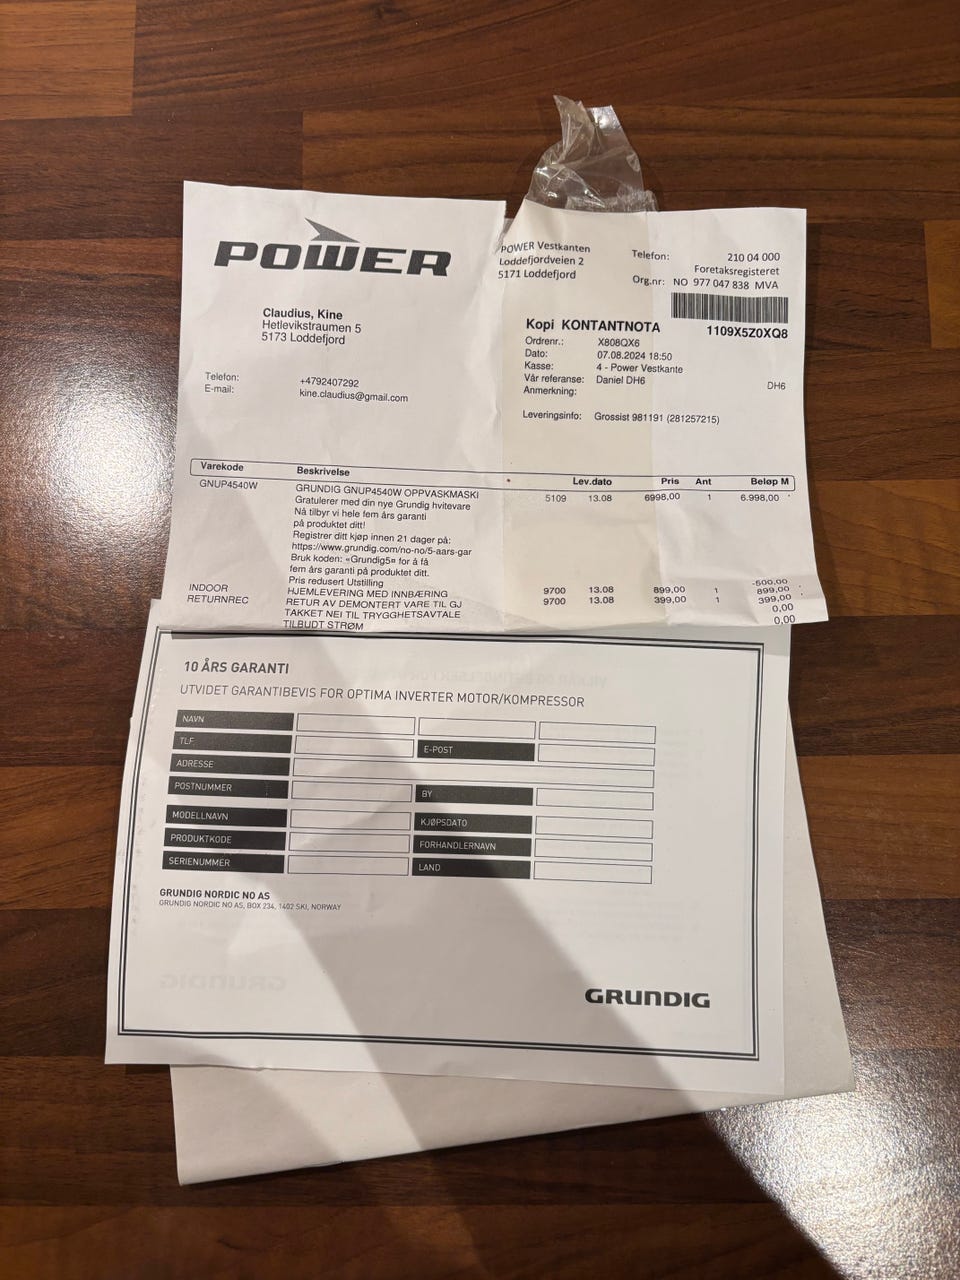 POWER
POWER Vestkanten
Loddefjordveien 2
5171 Loddefjord
Telefon: 210 04 000
Foretaksregisteret
Org.nr: NO 977 047 838 MVA
1109X5Z0XQ8
Claudius, Kine
Hetlevikstraumen 5
5173 Loddefjord
Telefon: +4792407292
E-mail: kine.claudius@gmail.com
Kopi KONTANTNOTA
Ordrenr.: X808QX6
Dato: 07.08.2024 18:50
Kasse: 4 - Power Vestkante
Vår referanse: Daniel DH6 DH6
Anmerkning:
Leveringsinfo: Grossist 981191 (281257215)
Varekode Beskrivelse Lev.dato Pris Ant Beløp M
GNUP4540W GRUNDIG GNUP4540W OPPVASKMASKI 5109 13.08 6998,00 1 6.998,00
Gratulerer med din nye Grundig hvitevare
Nå tilbyr vi hele fem års garanti
på produktet ditt!
Registrer ditt kjøp innen 21 dager på:
https://www.grundig.com/no-no/5-aars-gar
Bruk koden: «Grundig5¤ for å få
fem års garanti på produktet ditt.
Pris redusert Utstilling -500,00
INDOOR HJEMLEVERING MED INNBÆRING 9700 13.08 899,00 1 899,00
RETURNREC RETUR AV DEMONTERT VARE TIL GJ 9700 13.08 399,00 1 399,00
TAKKET NEI TIL TRYGGHETSAVTALE 0,00
TILBUDT STRØM 0,00
10 ÅRS GARANTI
UTVIDET GARANTIBEVIS FOR OPTIMA INVERTER MOTOR/KOMPRESSOR
NAVN
TLF. E-POST
ADRESSE
POSTNUMMER BY
MODELLNAVN KJØPSDATO
PRODUKTKODE FORHANDLERNAVN
SERIENUMMER LAND
GRUNDIG NORDIC NO AS
GRUNDIG NORDIC NO AS, BOX 234, 1402 SKI, NORWAY
GRUNDIG